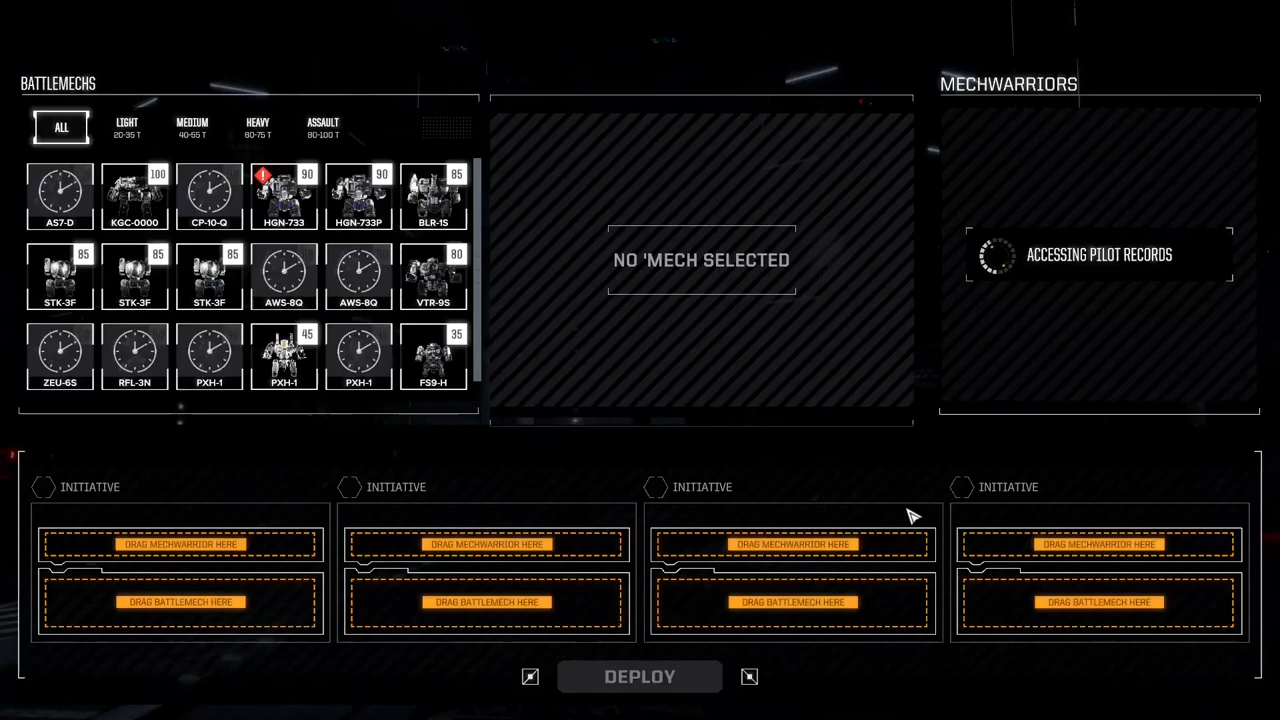 BATTLEMECHS
ALL
LIGHT
20-35 T
MEDIUM
40-55 T
HEAVY
60-75 T
ASSAULT
80-100 T
AS7-D
100
KGC-0000
CP-10-Q
!
90
HGN-733
90
HGN-733P
85
BLR-1S
85
STK-3F
85
STK-3F
85
STK-3F
AWS-8Q
AWS-8Q
80
VTR-9S
ZEU-6S
RFL-3N
PXH-1
45
PXH-1
PXH-1
35
FS9-H
NO 'MECH SELECTED
MECHWARRIORS
ACCESSING PILOT RECORDS
INITIATIVE
DRAG MECHWARRIOR HERE
DRAG BATTLEMECH HERE
INITIATIVE
DRAG MECHWARRIOR HERE
DRAG BATTLEMECH HERE
INITIATIVE
DRAG MECHWARRIOR HERE
DRAG BATTLEMECH HERE
INITIATIVE
DRAG MECHWARRIOR HERE
DRAG BATTLEMECH HERE
DEPLOY